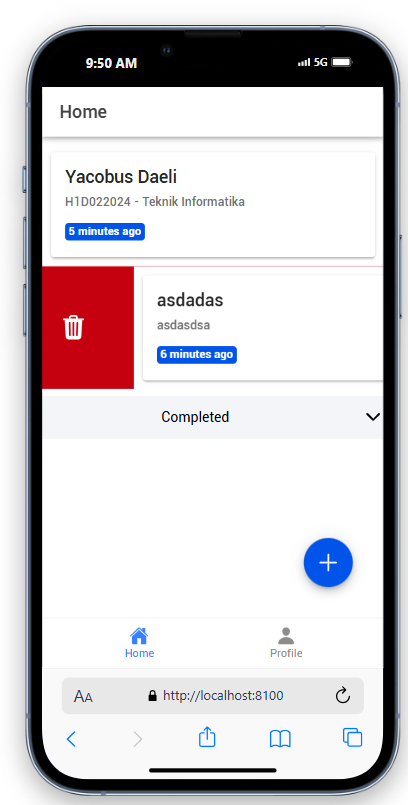 9:50 AM
5G
Home
Yacobus Daeli
H1D022024 - Teknik Informatika
5 minutes ago
asdadas
asdasdsa
6 minutes ago
Completed
Home
Profile
AA
http://localhost:8100